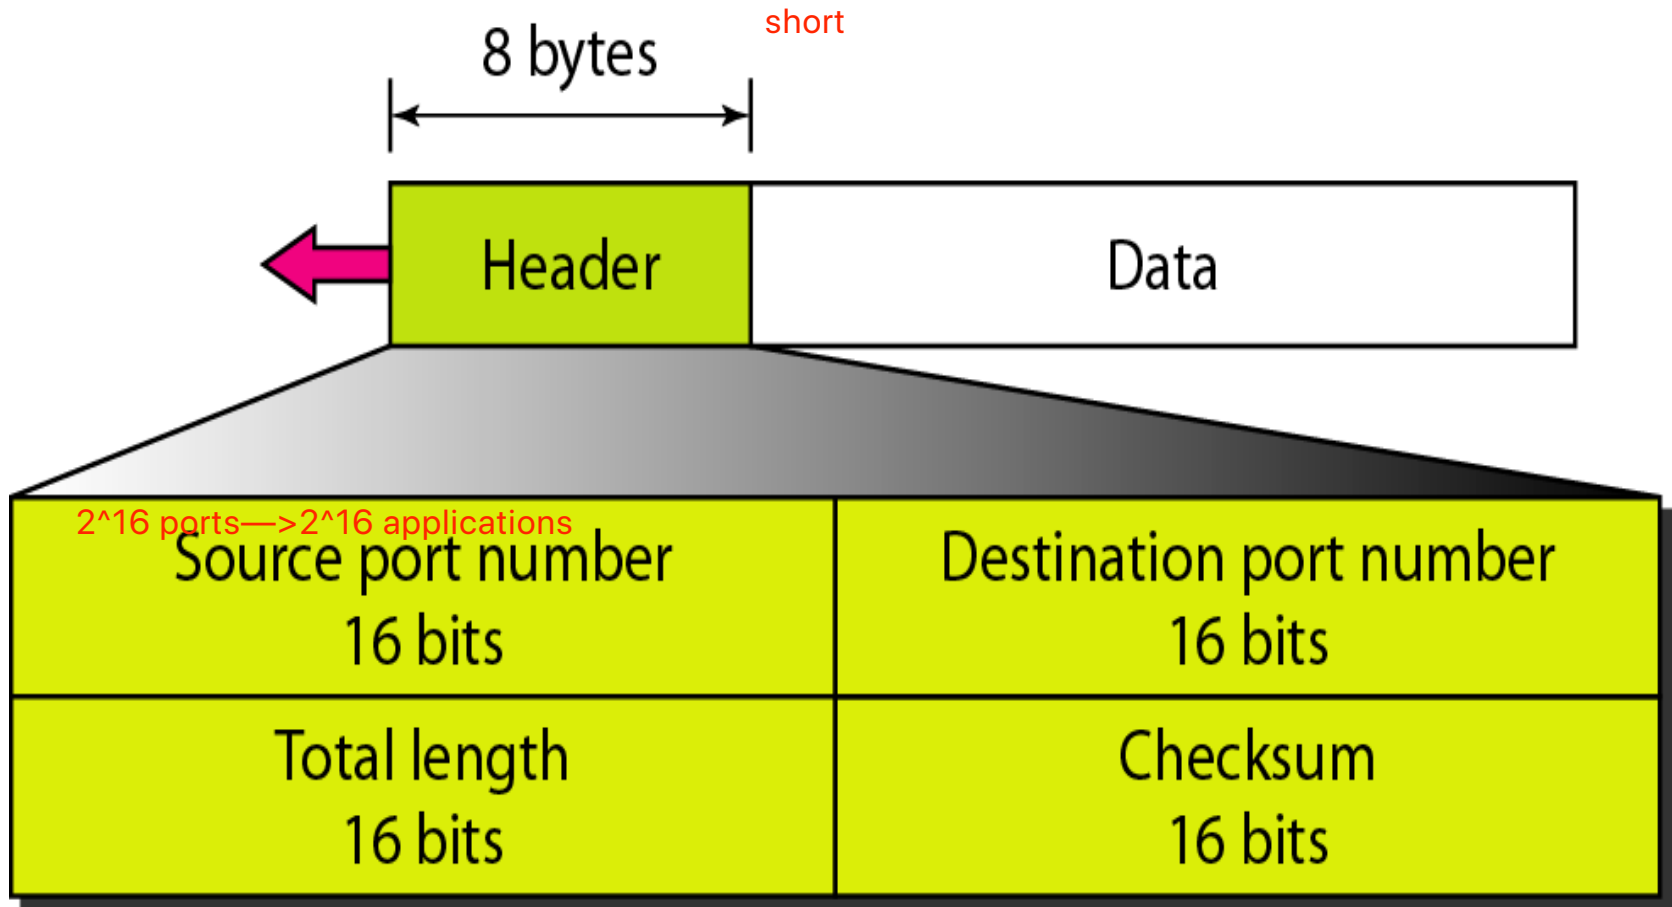 short
8 bytes
Header
Data
2^16 ports—>2^16 applications
Source port number
16 bits
Destination port number
16 bits
Total length
16 bits
Checksum
16 bits